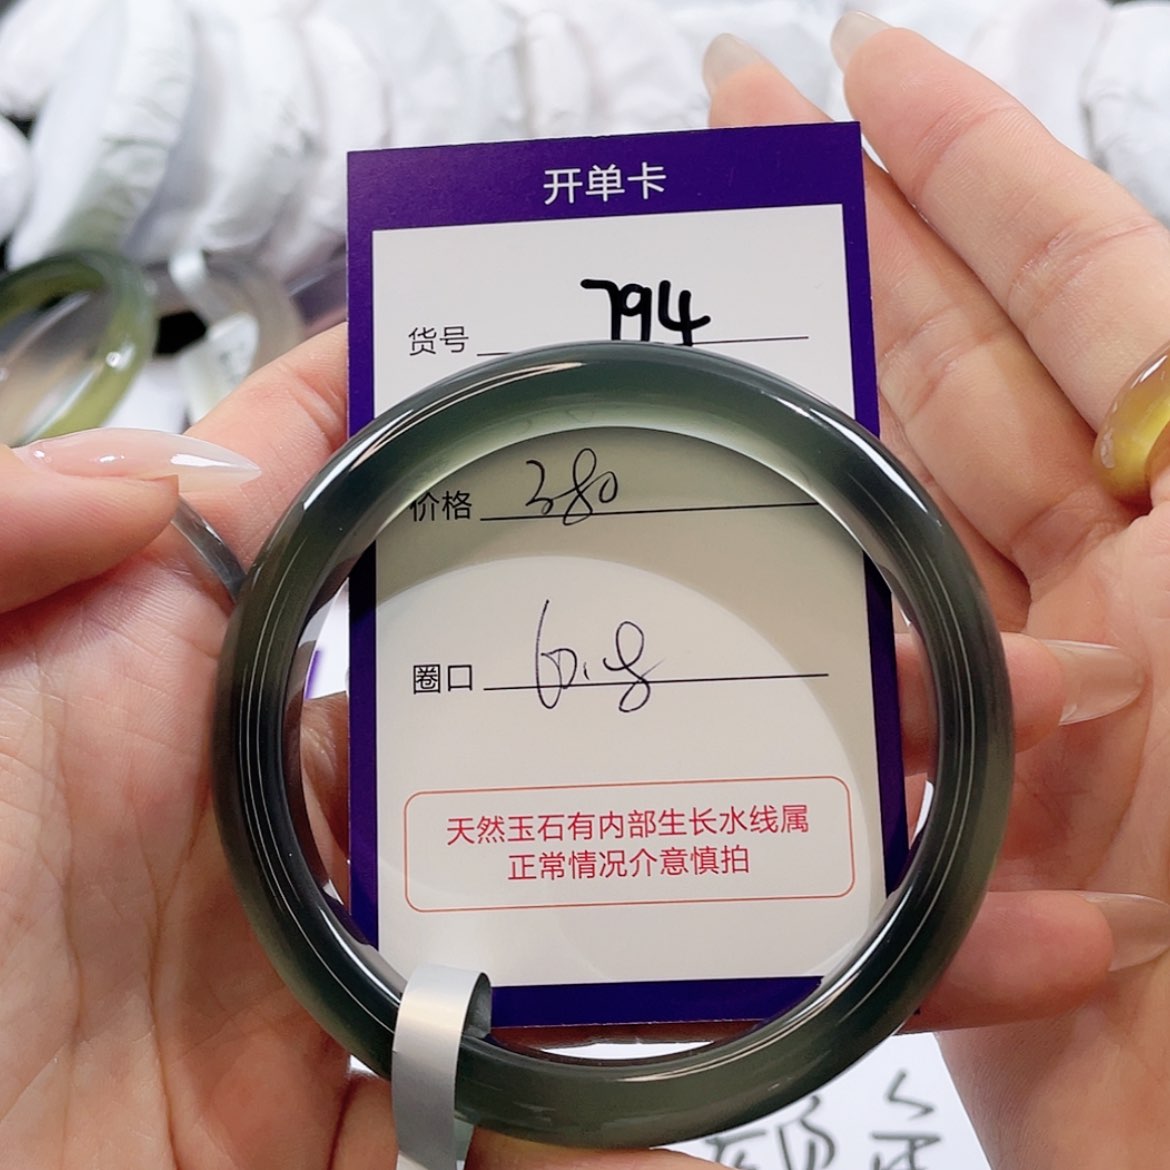 开单卡
货号 794
价格 380
圈口 60.8
天然玉石有内部生长水线属
正常情况介意慎拍